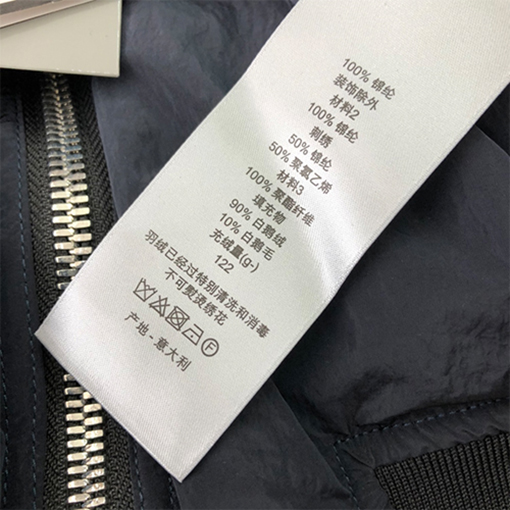 100% 锦纶
装饰除外
材料2
100% 锦纶
刺绣
50% 锦纶
50% 聚氯乙烯
材料3
100% 聚酯纤维
填充物
90% 白鹅绒
10% 白鹅毛
充绒量(g-)
122
羽绒已经过特别清洗和消毒
不可熨烫绣花
F
产地-意大利